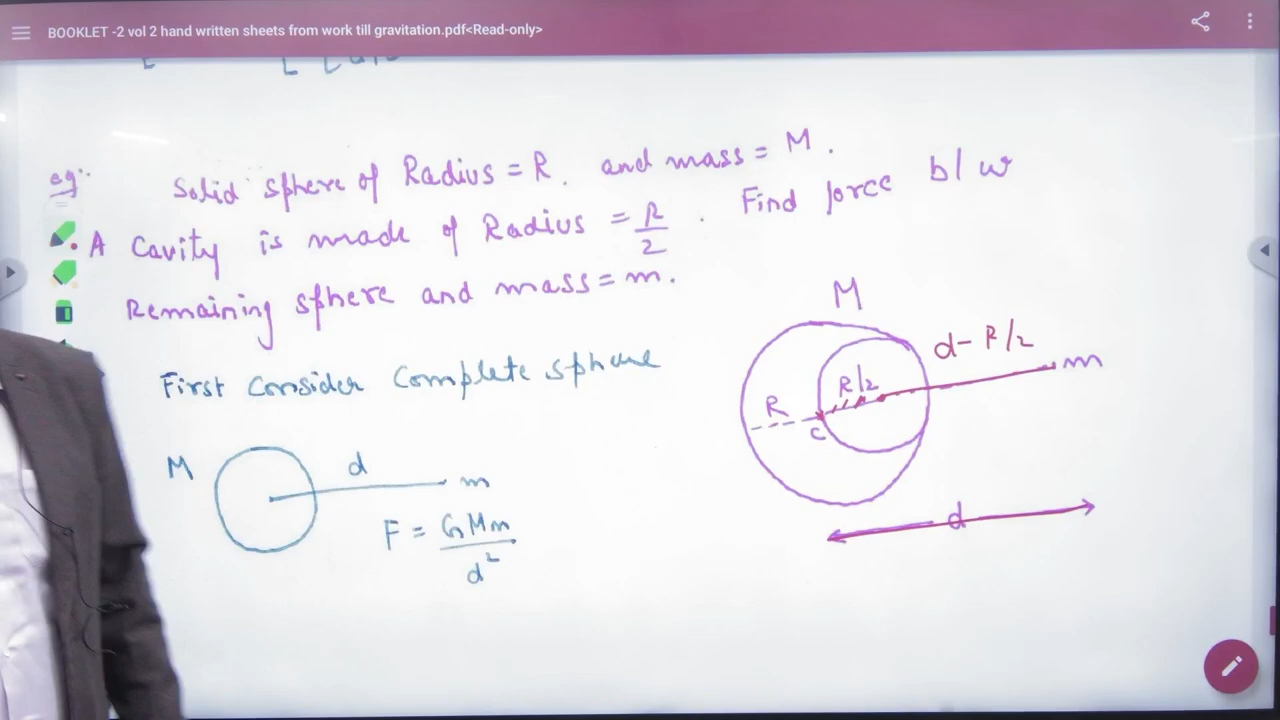 BOOKLET -2 vol 2 hand written sheets from work till gravitation.pdf<Read-only>
eg:- Solid sphere of Radius = R. and mass = M.
A Cavity is made of Radius = R/2. Find force b/w
Remaining sphere and mass = m.
First Consider Complete sphere
M
d
m
F = GMm/d²
M
d - R/2
m
R/2
R
C
d